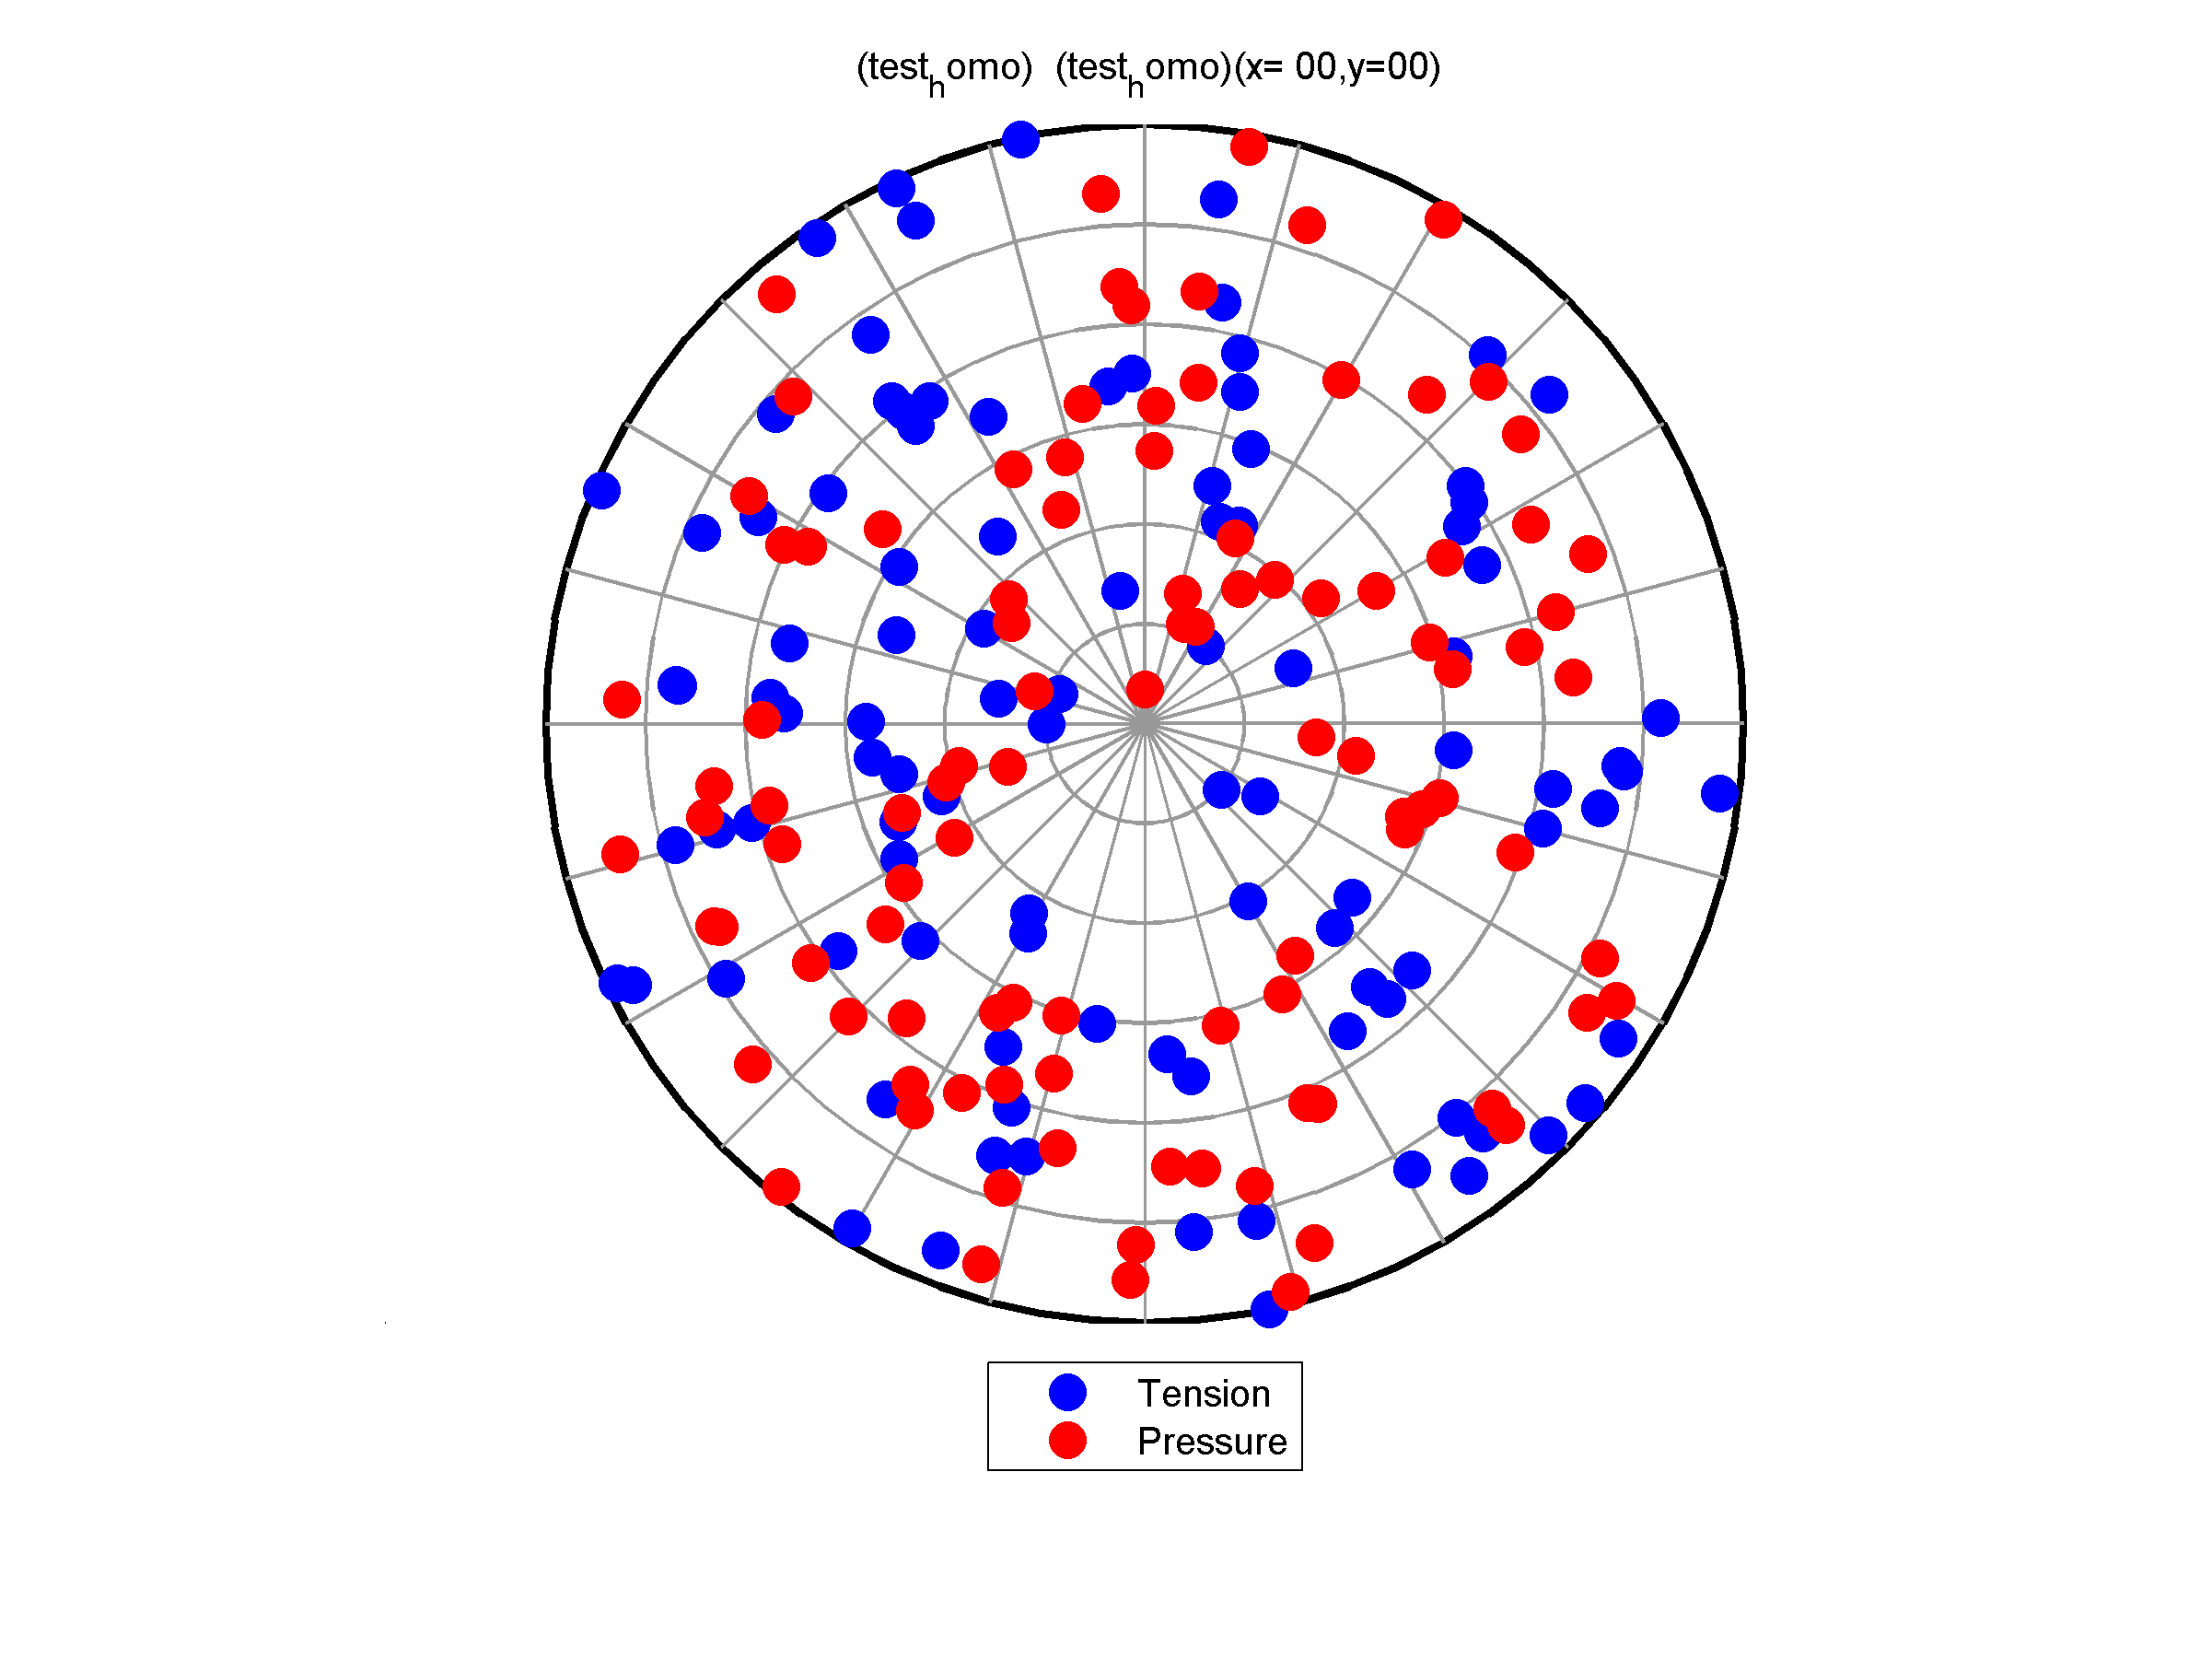 (test_homo) (test_homo)(x= 00,y=00)
Tension
Pressure